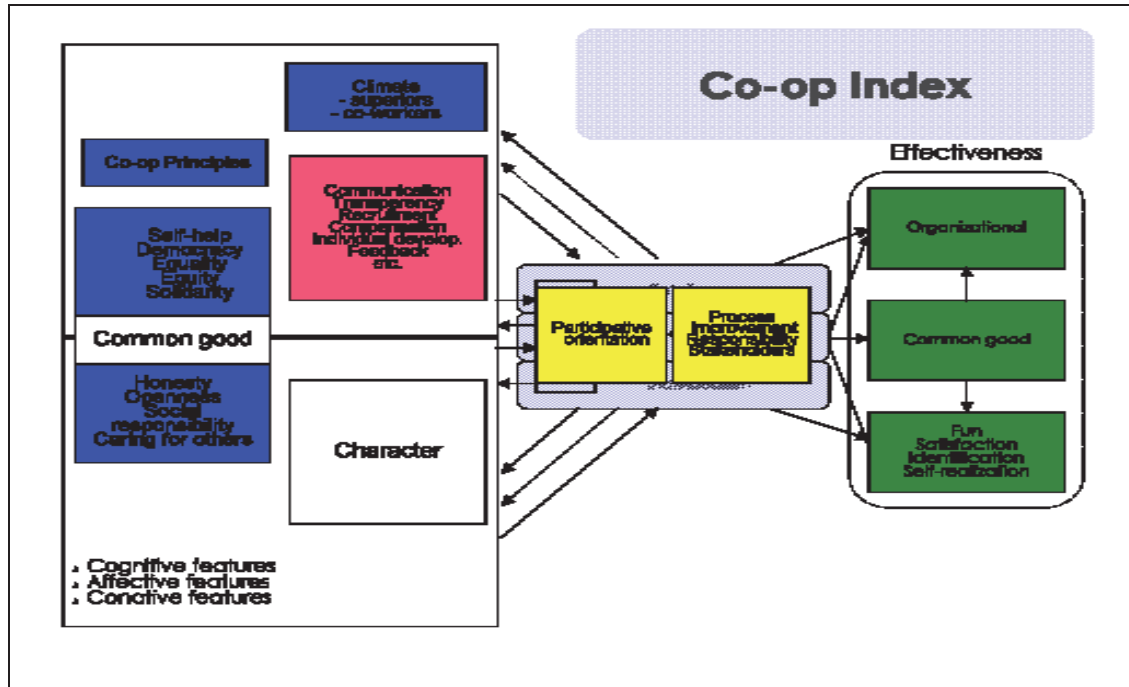 Co-op Index
Climate
- superiors
- co-workers
Co-op Principles
Communication
Transparency
Recruitment
Compensation
Individual develop.
Feedback
etc.
Self-help
Democracy
Equality
Equity
Solidarity
Common good
Honesty
Openness
Social
responsibility
Caring for others
Character
. Cognitive features
. Affective features
. Conative features
Participative
orientation
Process
Improvement
Responsibility
Stakeholders
Effectiveness
Organizational
Common good
Fun
Satisfaction
Identification
Self-realization